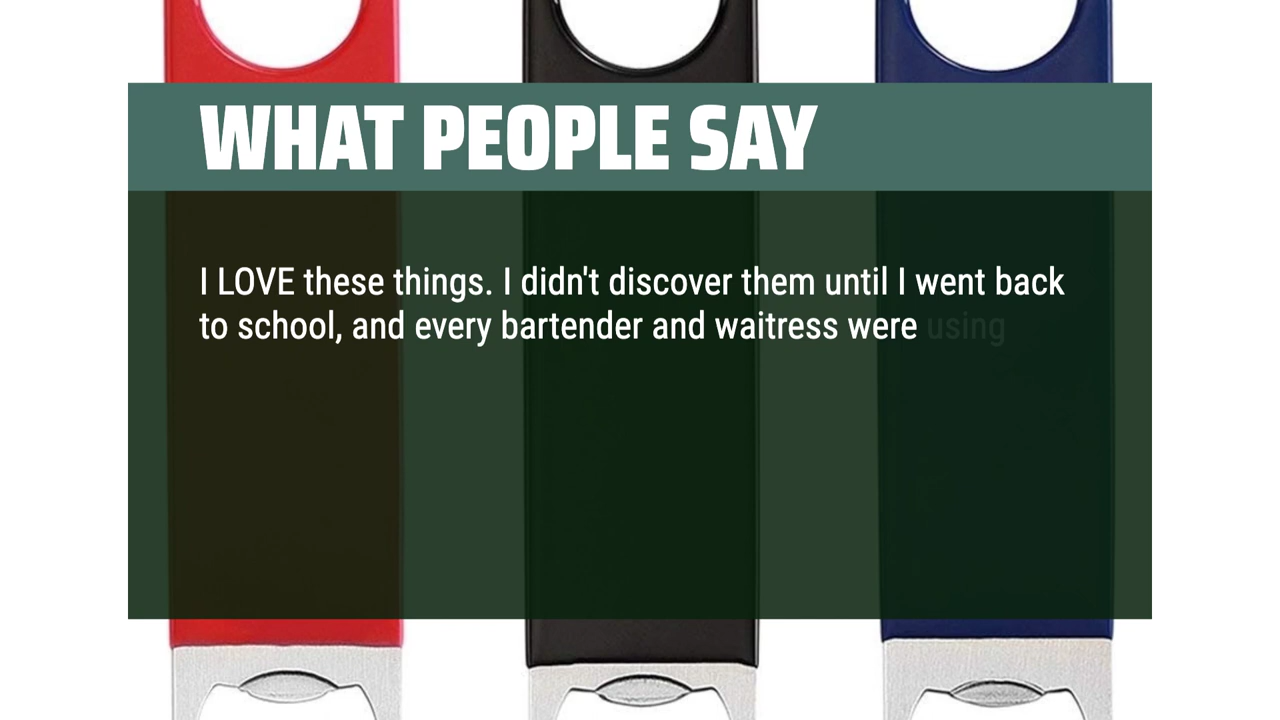 WHAT PEOPLE SAY
I LOVE these things. I didn't discover them until I went back
to school, and every bartender and waitress were using